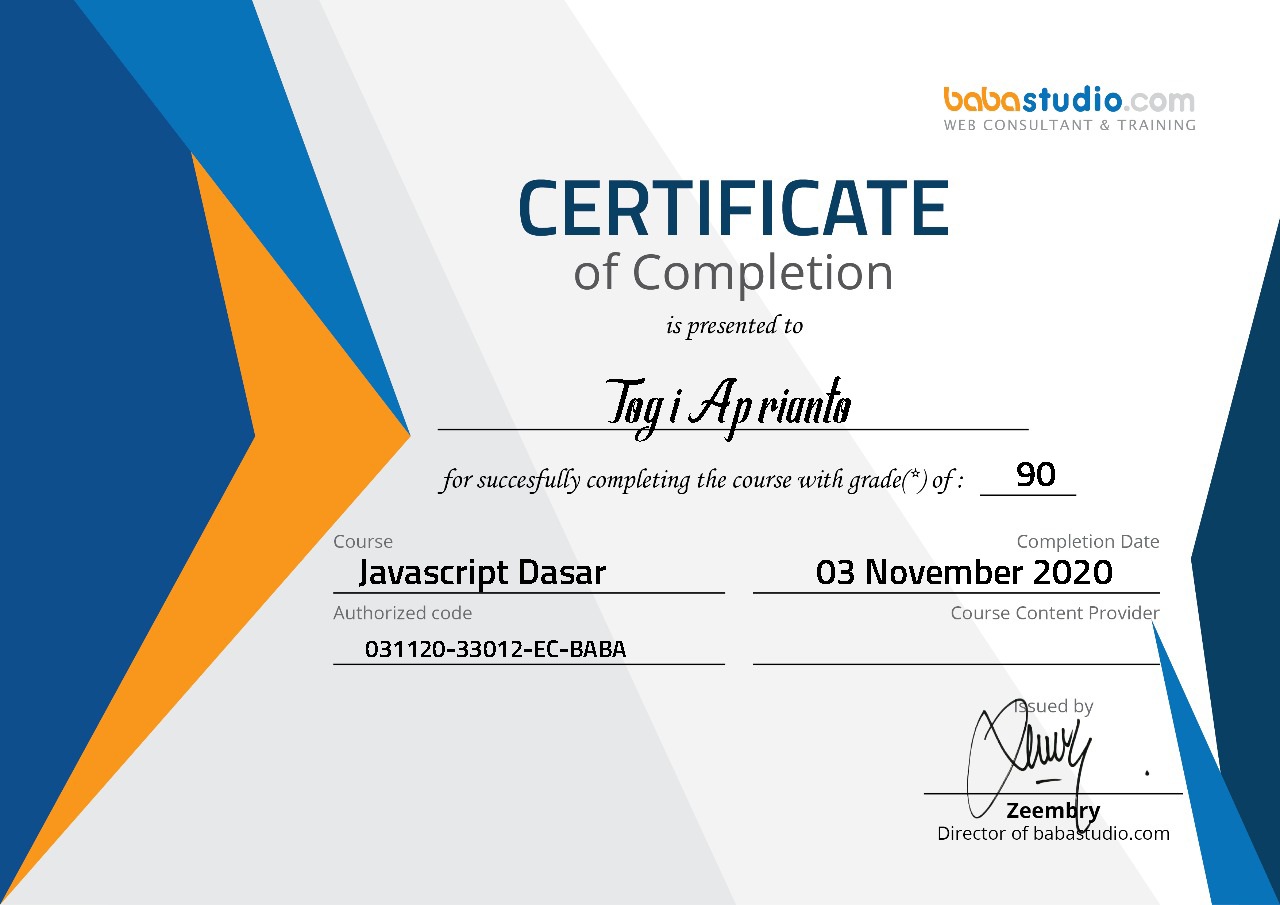 babastudio.com
WEB CONSULTANT & TRAINING
CERTIFICATE
of Completion
is presented to
Togi Aprianto
for succesfully completing the course with grade(*) of : 90
Course
Javascript Dasar
Completion Date
03 November 2020
Authorized code
031120-33012-EC-BABA
Course Content Provider
Issued by
Zeembry
Director of babastudio.com